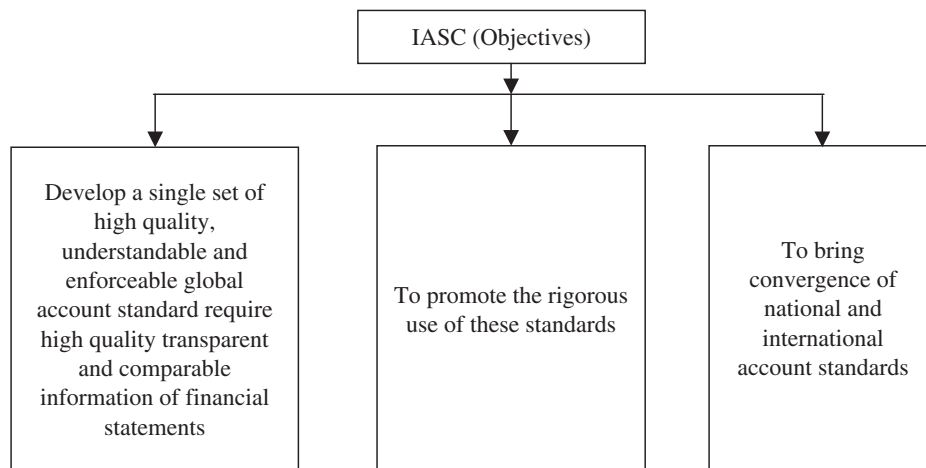 IASC (Objectives)
Develop a single set of
high quality,
understandable and
enforceable global
account standard require
high quality transparent
and comparable
information of financial
statements
To promote the rigorous
use of these standards
To bring
convergence of
national and
international
account standards